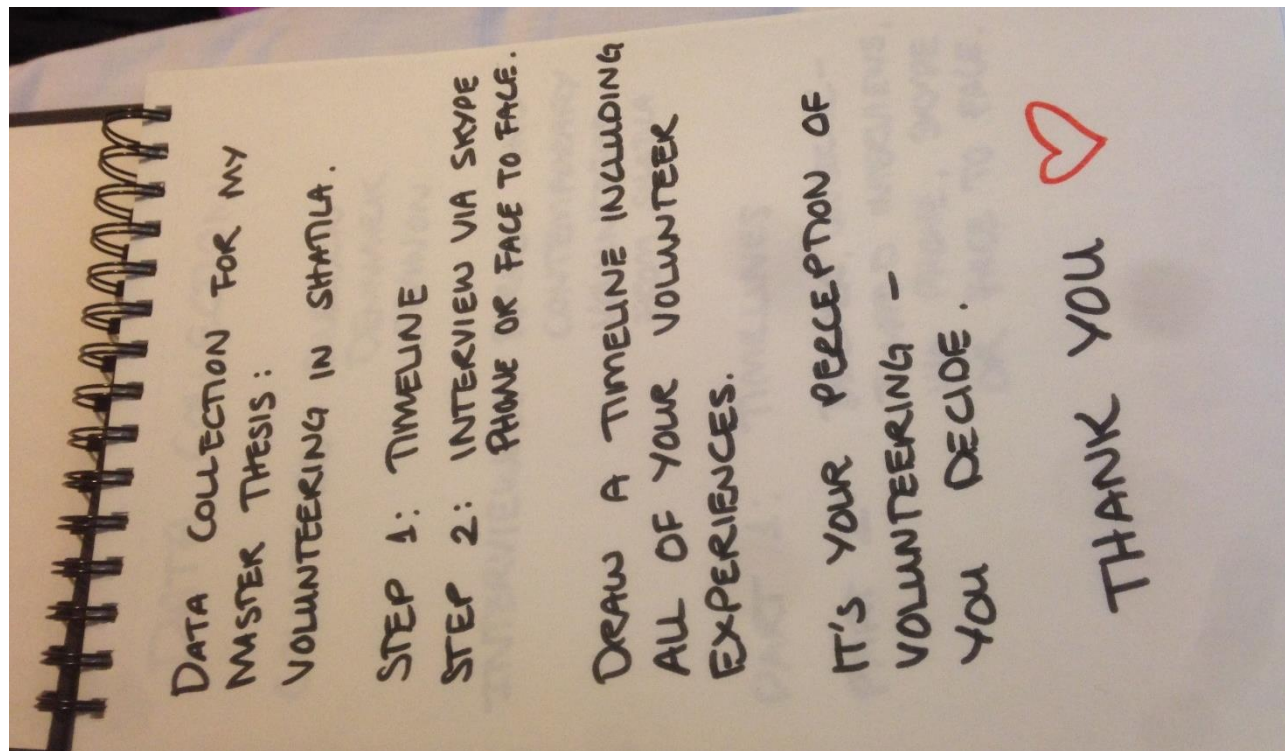 DATA COLLECTION FOR MY
MASTER THESIS:
VOLUNTEERING IN SHATILA.
STEP 1: TIMELINE
STEP 2: INTERVIEW VIA SKYPE
PHONE OR FACE TO FACE.
DRAW A TIMELINE INCLUDING
ALL OF YOUR VOLUNTEER
EXPERIENCES.
IT'S YOUR PERCEPTION OF
VOLUNTEERING -
YOU DECIDE.
THANK YOU